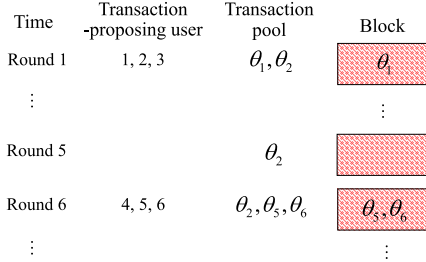 Time Transaction -proposing user Transaction pool Block
Round 1 1, 2, 3 θ₁, θ₂ θ₁
⋮ ⋮
Round 5 θ₂
Round 6 4, 5, 6 θ₂, θ₅, θ₆ θ₅, θ₆
⋮ ⋮